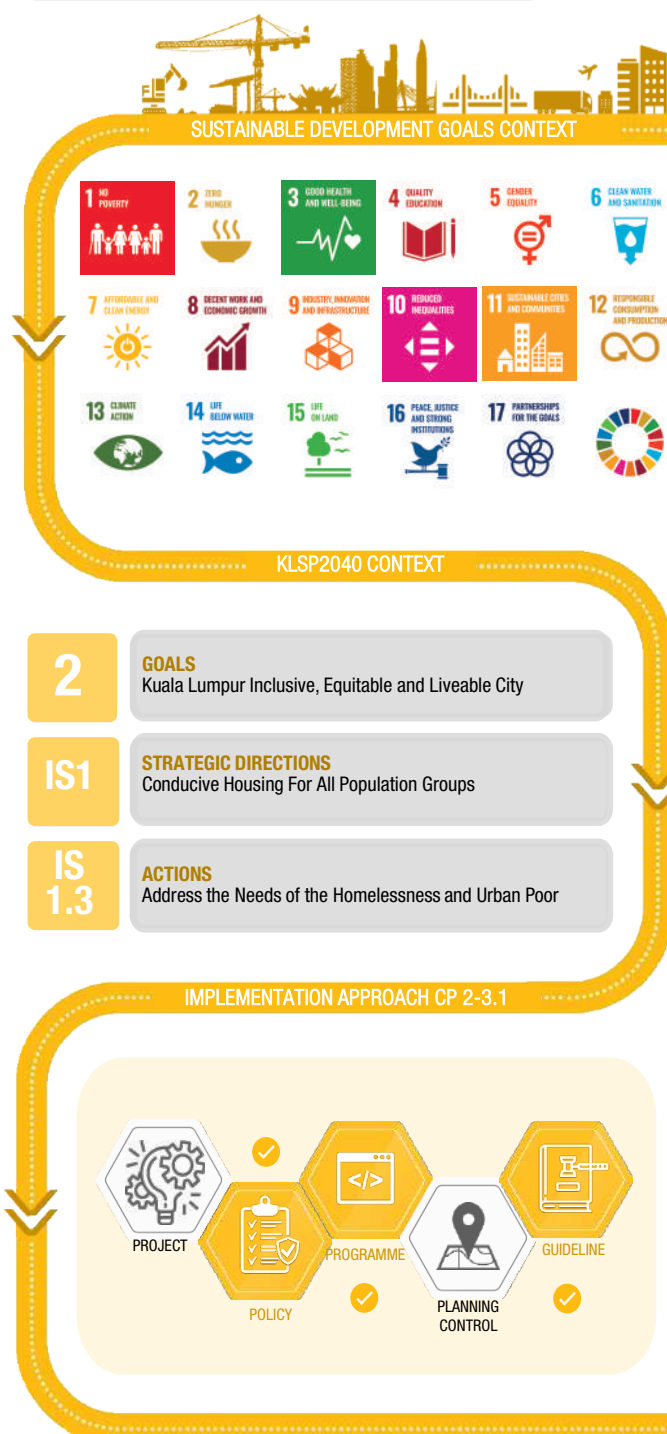 SUSTAINABLE DEVELOPMENT GOALS CONTEXT
1 NO
POVERTY
2 ZERO
HUNGER
3 GOOD HEALTH
AND WELL-BEING
4 QUALITY
EDUCATION
5 GENDER
EQUALITY
6 CLEAN WATER
AND SANITATION
7 AFFORDABLE AND
CLEAN ENERGY
8 DECENT WORK AND
ECONOMIC GROWTH
9 INDUSTRY, INNOVATION
AND INFRASTRUCTURE
10 REDUCED
INEQUALITIES
11 SUSTAINABLE CITIES
AND COMMUNITIES
12 RESPONSIBLE
CONSUMPTION
AND PRODUCTION
13 CLIMATE
ACTION
14 LIFE
BELOW WATER
15 LIFE
ON LAND
16 PEACE, JUSTICE
AND STRONG
INSTITUTIONS
17 PARTNERSHIPS
FOR THE GOALS
KLSP2040 CONTEXT
2
GOALS
Kuala Lumpur Inclusive, Equitable and Liveable City
IS1
STRATEGIC DIRECTIONS
Conducive Housing For All Population Groups
IS
1.3
ACTIONS
Address the Needs of the Homelessness and Urban Poor
IMPLEMENTATION APPROACH CP 2-3.1
PROJECT
POLICY
</>
PROGRAMME
PLANNING
CONTROL
GUIDELINE